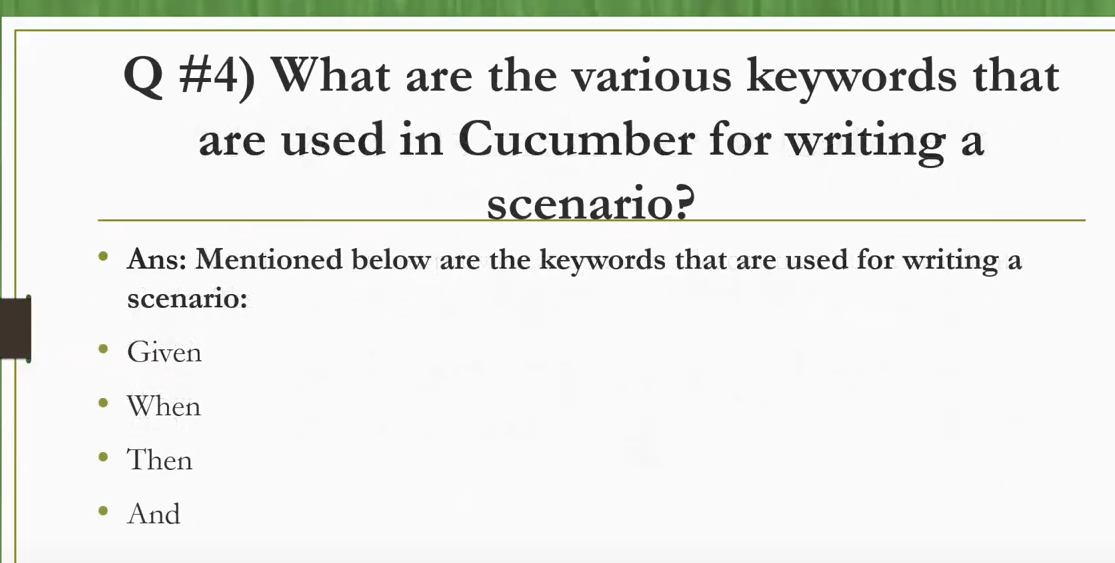 Q #4) What are the various keywords that
are used in Cucumber for writing a
scenario?
• Ans: Mentioned below are the keywords that are used for writing a
scenario:
• Given
• When
• Then
• And